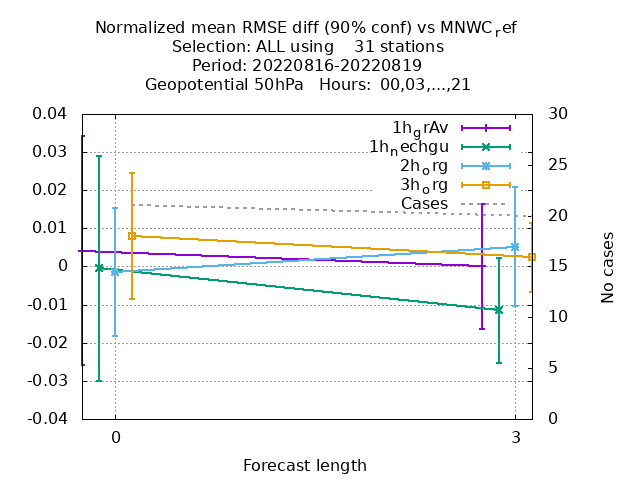 Normalized mean RMSE diff (90% conf) vs MNWC_ref
Selection: ALL using 31 stations
Period: 20220816-20220819
Geopotential 50hPa Hours: 00,03,...,21
0.04
0.03
0.02
0.01
0
-0.01
-0.02
-0.03
-0.04
30
25
20
15
10
5
0
1h_grAv
1h_nechgu
2h_org
3h_org
Cases
No cases
0
3
Forecast length